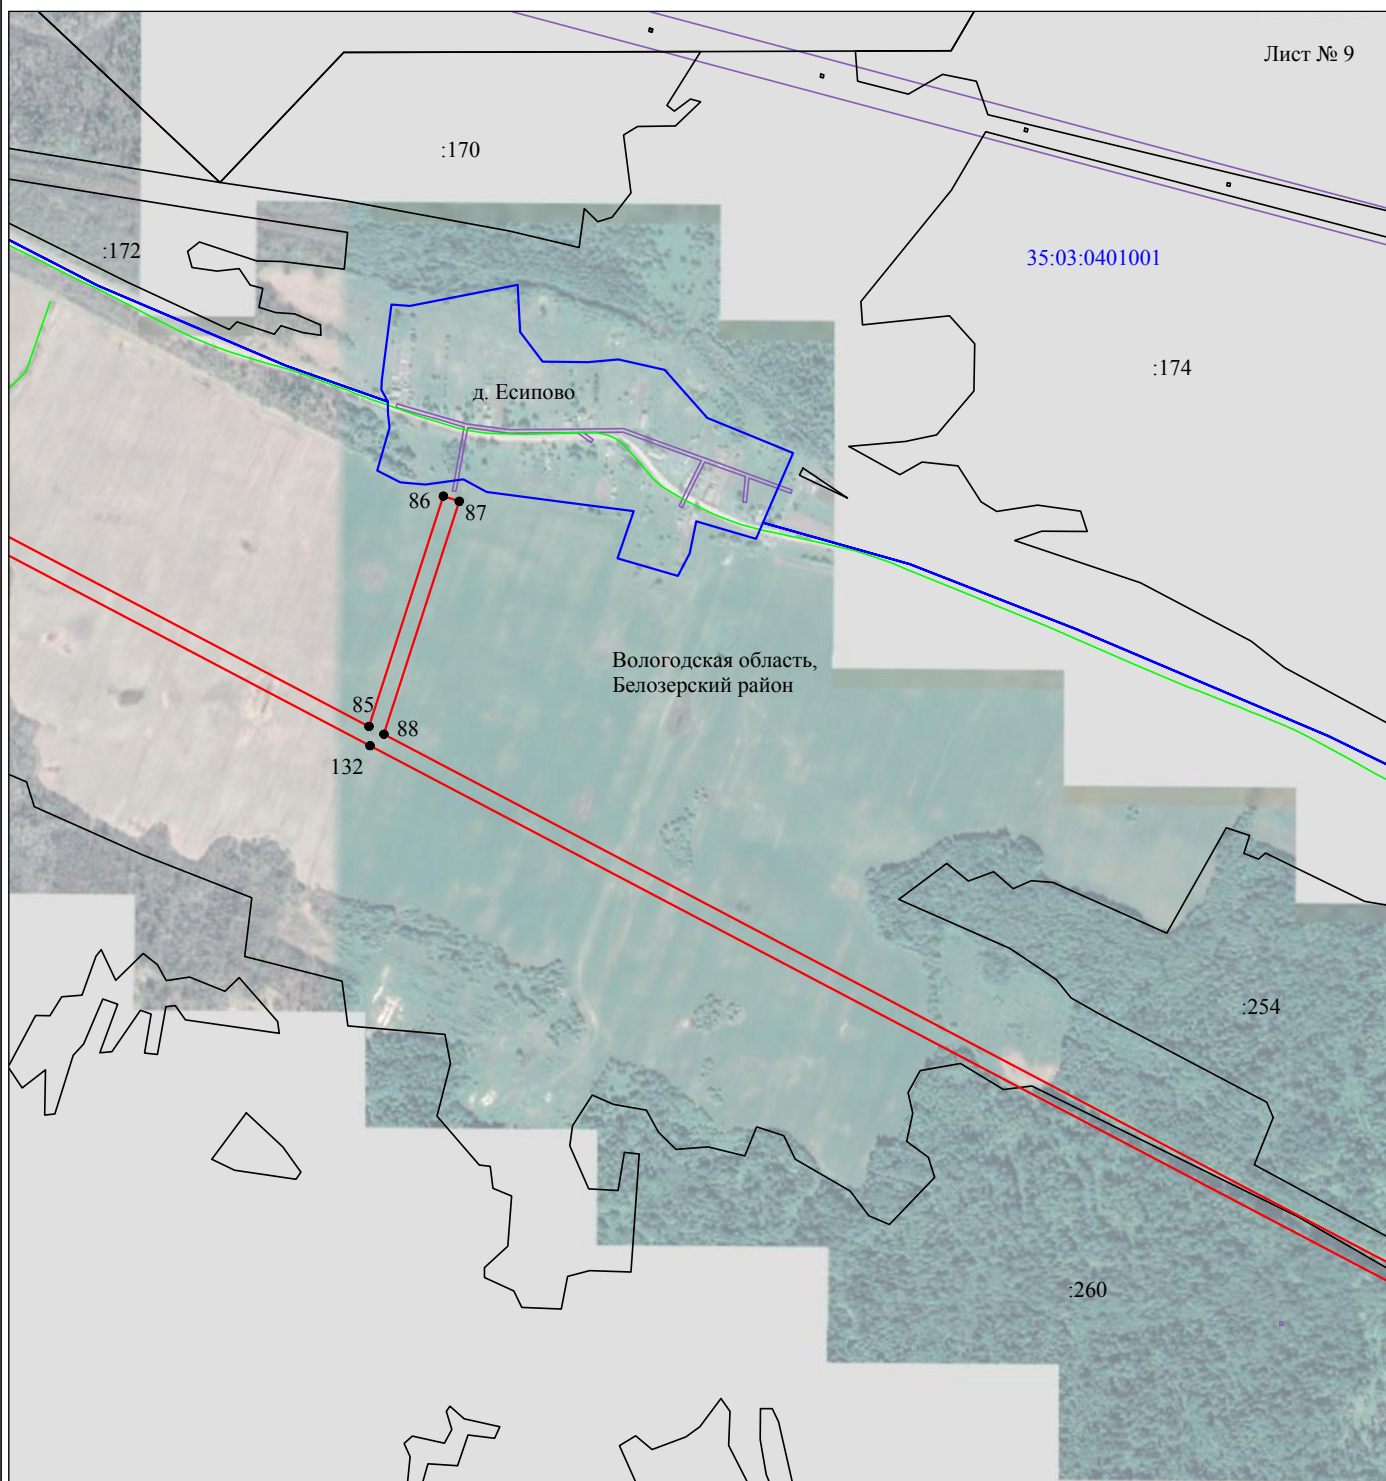 Лист № 9
:170
:172
35:03:0401001
:174
д. Есипово
86
87
Вологодская область,
Белозерский район
85
88
132
:254
:260